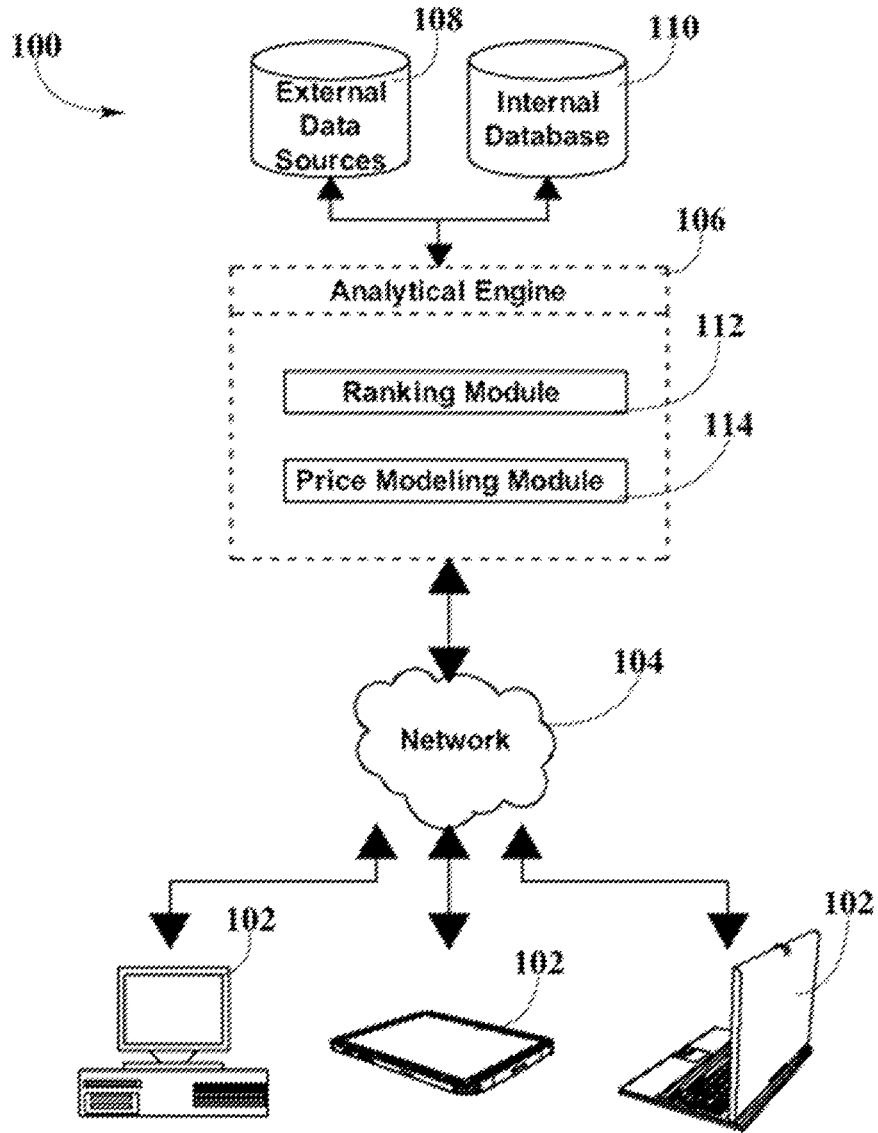 100
108
110
External
Data
Sources
Internal
Database
106
Analytical Engine
112
Ranking Module
114
Price Modeling Module
104
Network
102
102
102